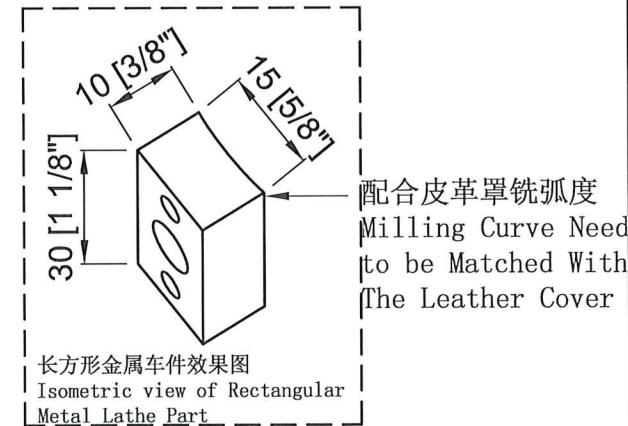 10 [3/8"]
15 [5/8"]
30 [1 1/8"]
配合皮革罩铣弧度
Milling Curve Need
to be Matched With
The Leather Cover
长方形金属车件效果图
Isometric view of Rectangular
Metal Lathe Part